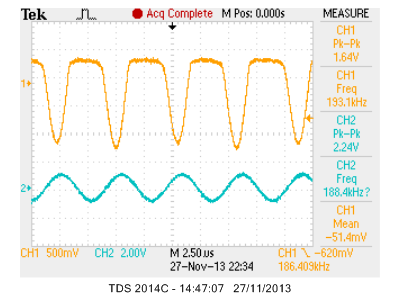 Tek Acq Complete M Pos: 0.000s MEASURE
CH1
Pk-Pk
1.64V
CH1
Freq
193.1kHz
CH2
Pk-Pk
2.24V
CH2
Freq
188.4kHz?
CH1
Mean
-51.4mV
1
2
CH1 500mV CH2 2.00V M 2.50us CH1 -620mV
27-Nov-13 22:34 186.409kHz
TDS 2014C - 14:47:07 27/11/2013